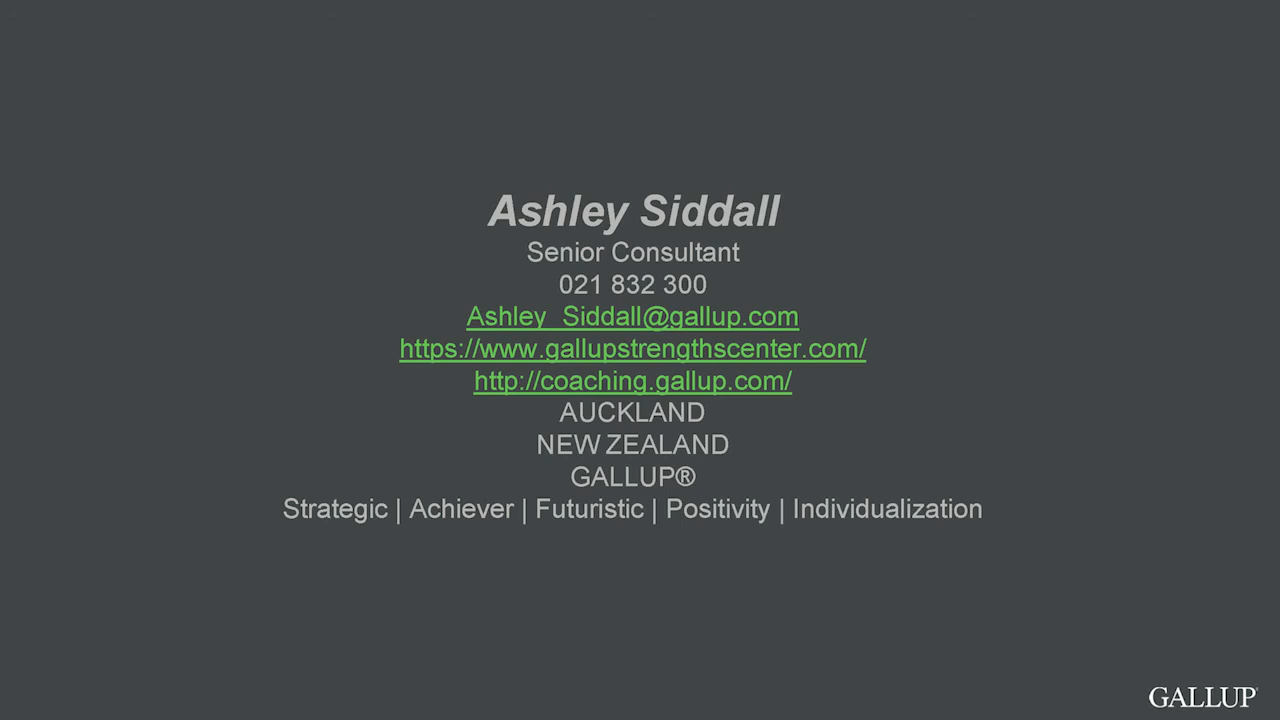 Ashley Siddall
Senior Consultant
021 832 300
Ashley_Siddall@gallup.com
https://www.gallupstrengthscenter.com/
http://coaching.gallup.com/
AUCKLAND
NEW ZEALAND
GALLUP®
Strategic | Achiever | Futuristic | Positivity | Individualization
GALLUP®